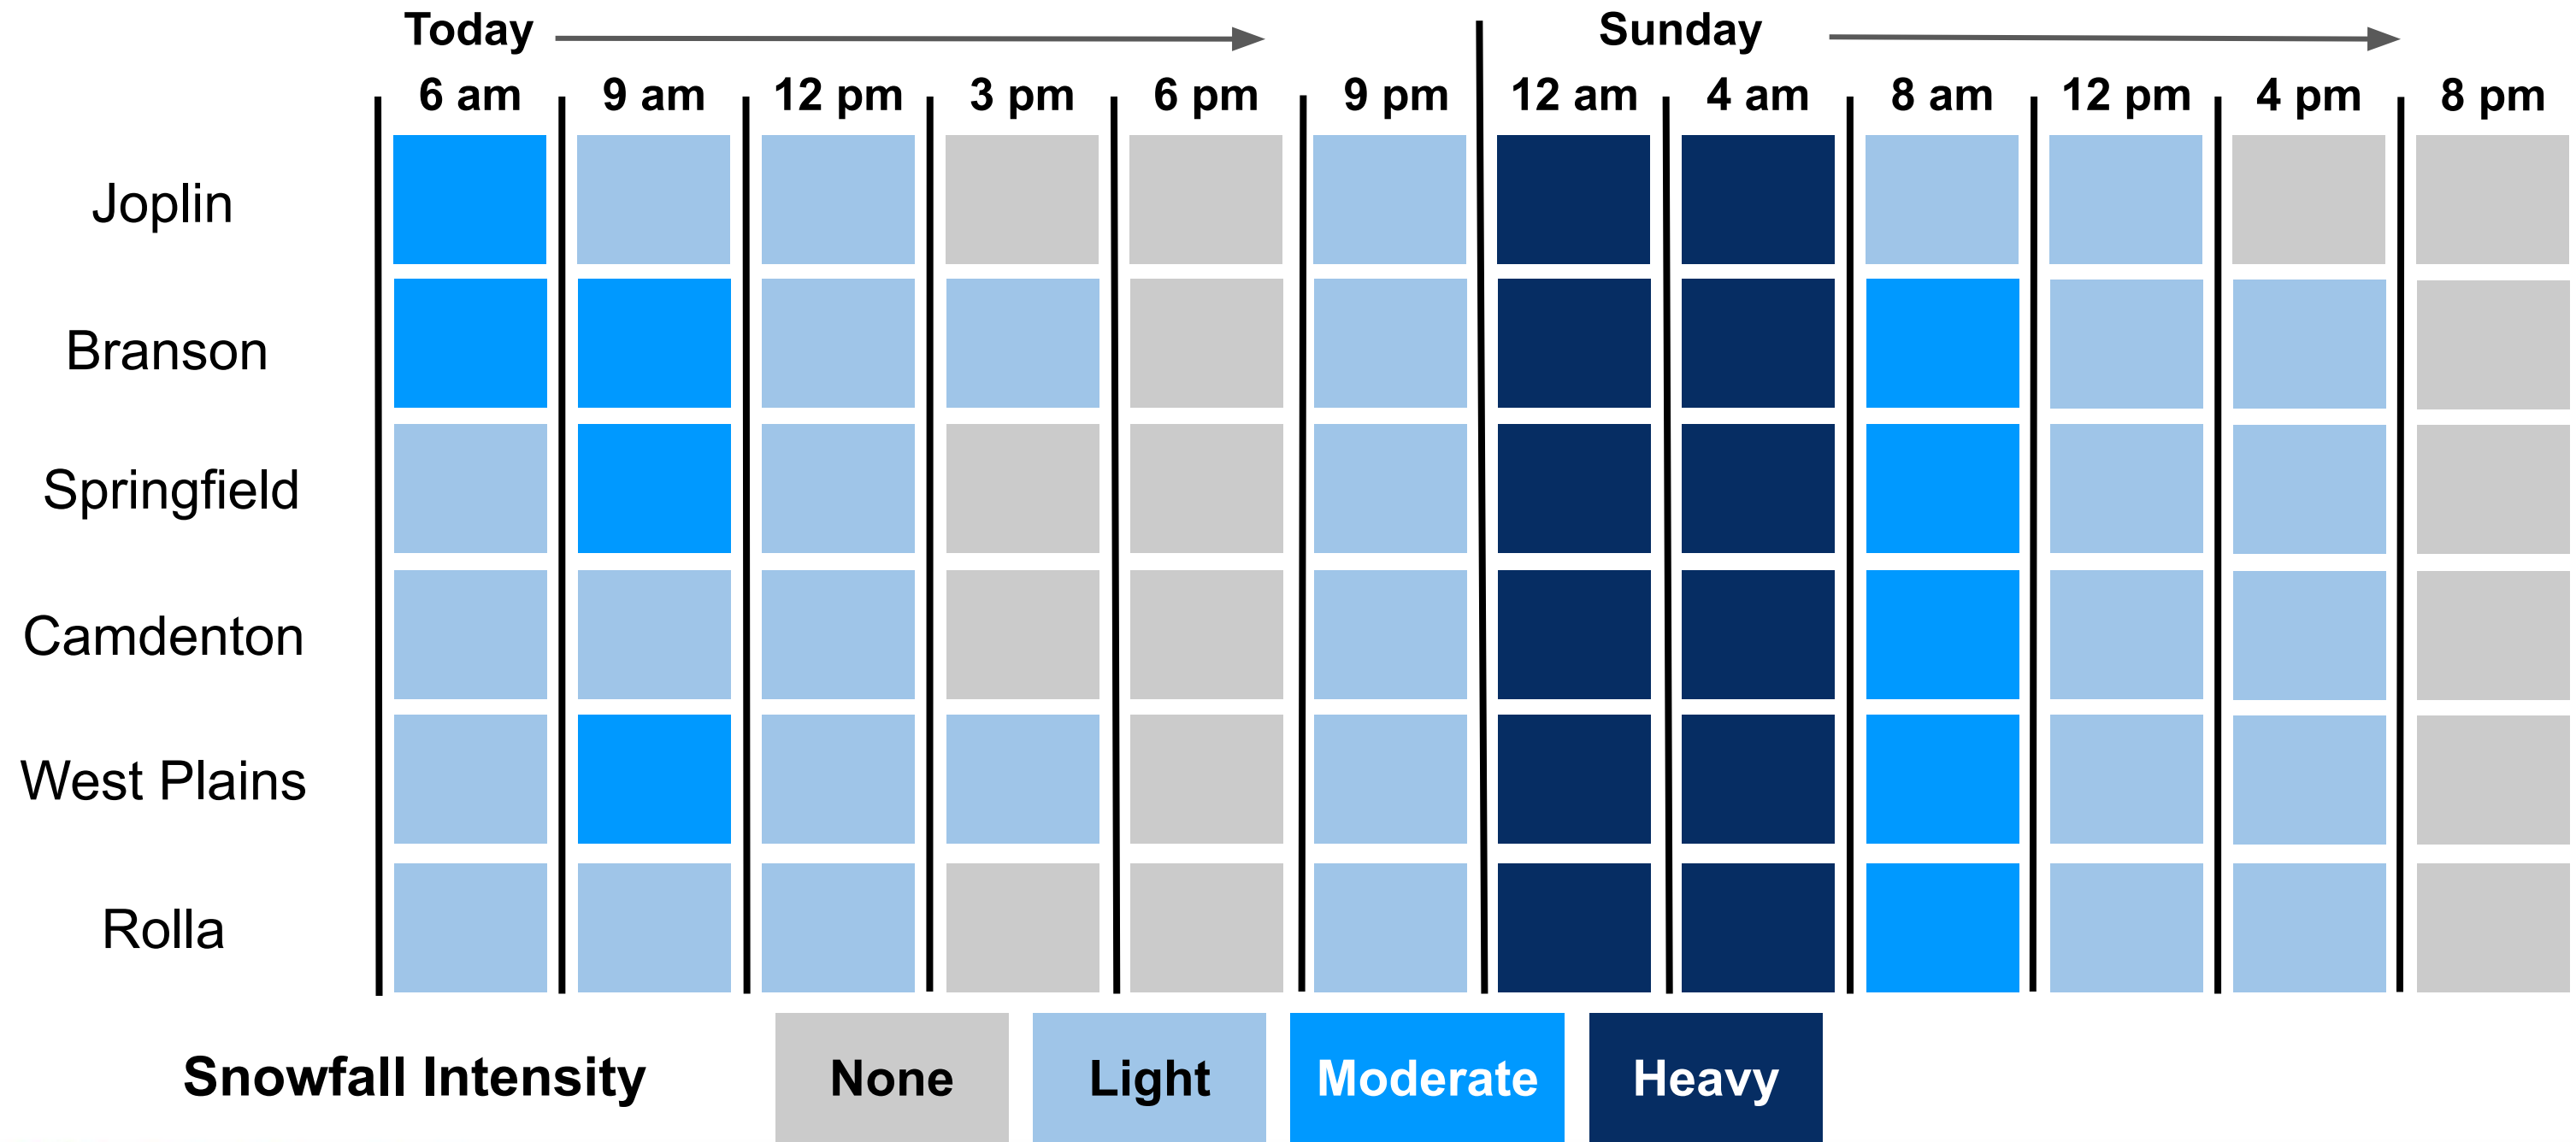 Today Sunday
6 am 9 am 12 pm 3 pm 6 pm 9 pm 12 am 4 am 8 am 12 pm 4 pm 8 pm
Joplin
Branson
Springfield
Camdenton
West Plains
Rolla
Snowfall Intensity None Light Moderate Heavy